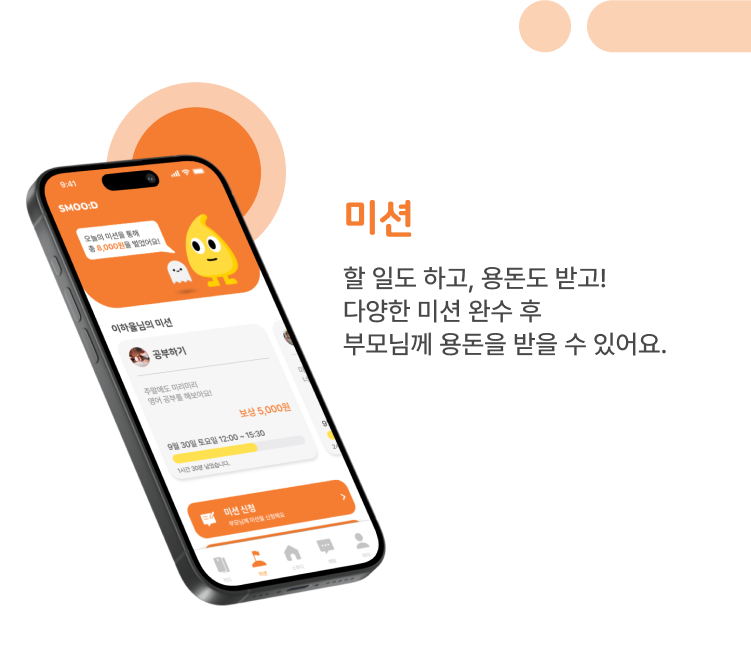 9:41
SMOO:D
오늘의 미션을 통해
총 8,000원을 벌었어요!
이하율님의 미션
공부하기
주말에도 미리미리
영어 공부를 해보아요!
보상 5,000원
9월 30일 토요일 12:00 ~ 15:30
1시간 30분 남았습니다.
미션 신청
부모님께 미션을 신청해요
미션
미션
할 일도 하고, 용돈도 받고!
다양한 미션 완수 후
부모님께 용돈을 받을 수 있어요.